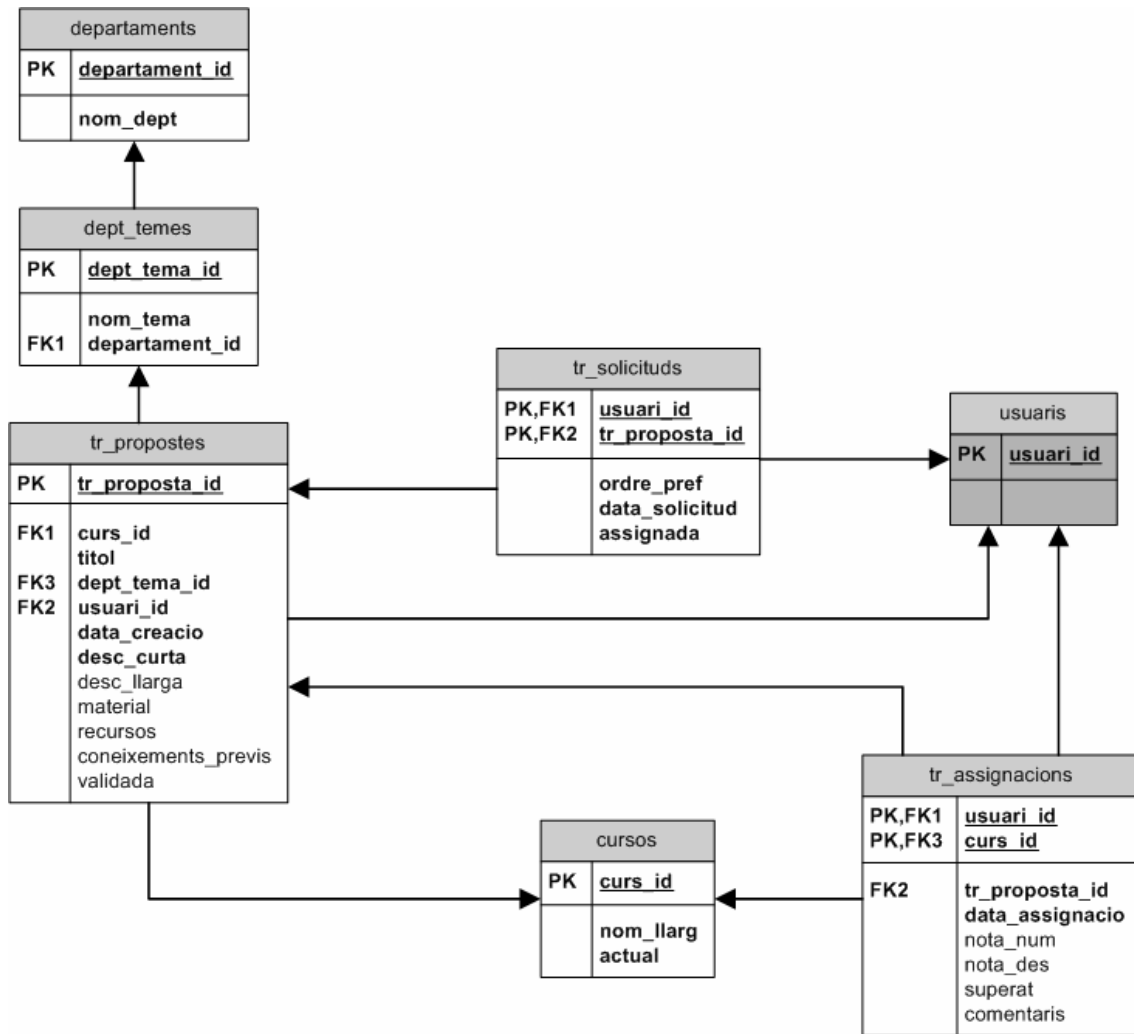 departaments
PK departament_id
nom_dept
dept_temes
PK dept_tema_id
nom_tema
FK1 departament_id
tr_propostes
PK tr_proposta_id
FK1 curs_id
titol
FK3 dept_tema_id
FK2 usuari_id
data_creacio
desc_curta
desc_llarga
material
recursos
coneixements_previs
validada
tr_solicituds
PK,FK1 usuari_id
PK,FK2 tr_proposta_id
ordre_pref
data_solicitud
assignada
usuaris
PK usuari_id
cursos
PK curs_id
nom_llarg
actual
tr_assignacions
PK,FK1 usuari_id
PK,FK3 curs_id
FK2 tr_proposta_id
data_assignacio
nota_num
nota_des
superat
comentaris